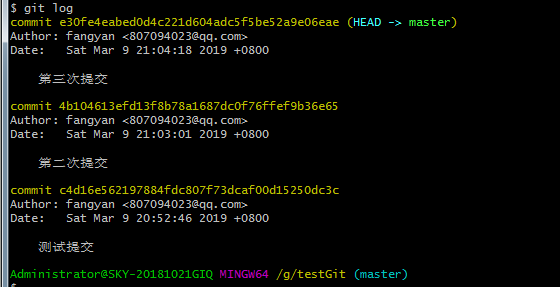 $ git log
commit e30fe4eabed0d4c221d604adc5f5be52a9e06eae (HEAD -> master)
Author: fangyan <807094023@qq.com>
Date:   Sat Mar 9 21:04:18 2019 +0800
第三次提交
commit 4b104613efd13f8b78a1687dc0f76ffef9b36e65
Author: fangyan <807094023@qq.com>
Date:   Sat Mar 9 21:03:01 2019 +0800
第二次提交
commit c4d16e562197884fdc807f73dcaf00d15250dc3c
Author: fangyan <807094023@qq.com>
Date:   Sat Mar 9 20:52:46 2019 +0800
测试提交
Administrator@SKY-20181021GIQ MINGW64 /g/testGit (master)